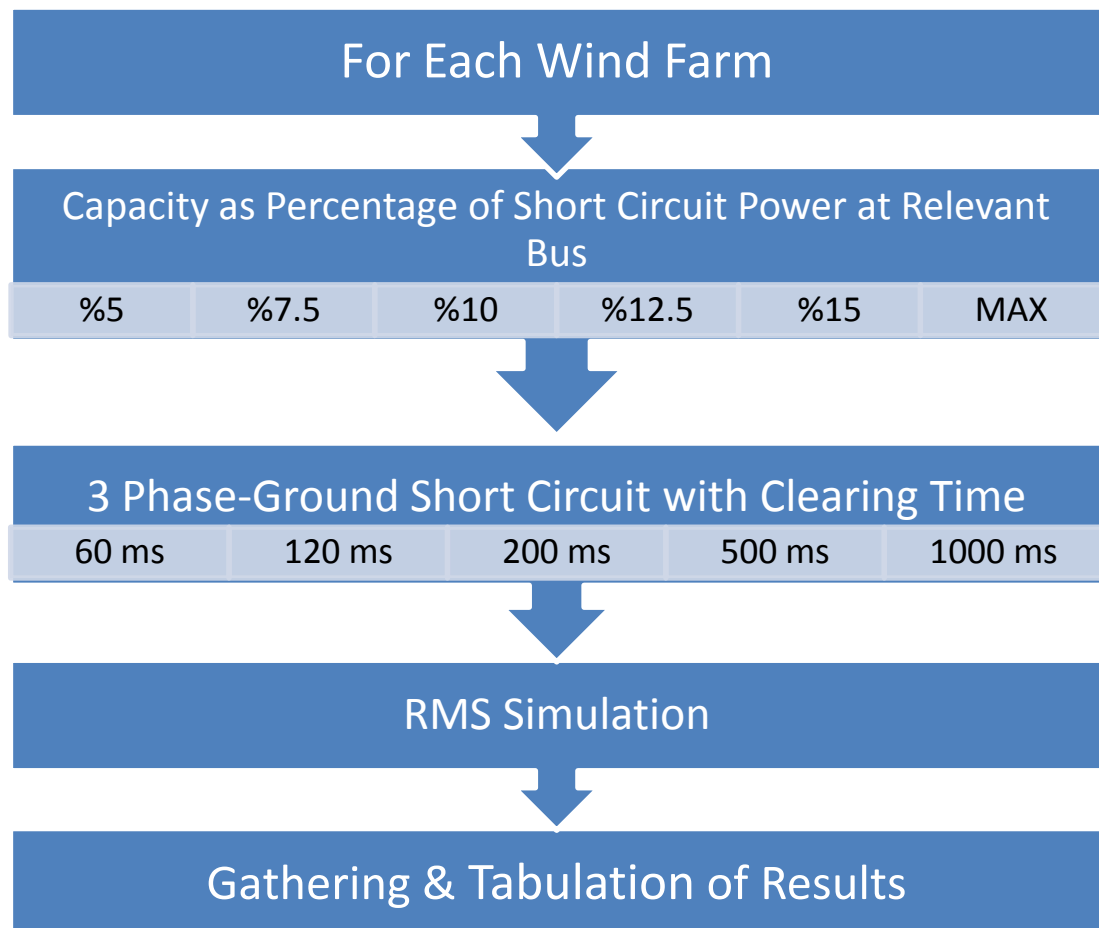 For Each Wind Farm
Capacity as Percentage of Short Circuit Power at Relevant
Bus
%5 %7.5 %10 %12.5 %15 MAX
3 Phase-Ground Short Circuit with Clearing Time
60 ms 120 ms 200 ms 500 ms 1000 ms
RMS Simulation
Gathering & Tabulation of Results